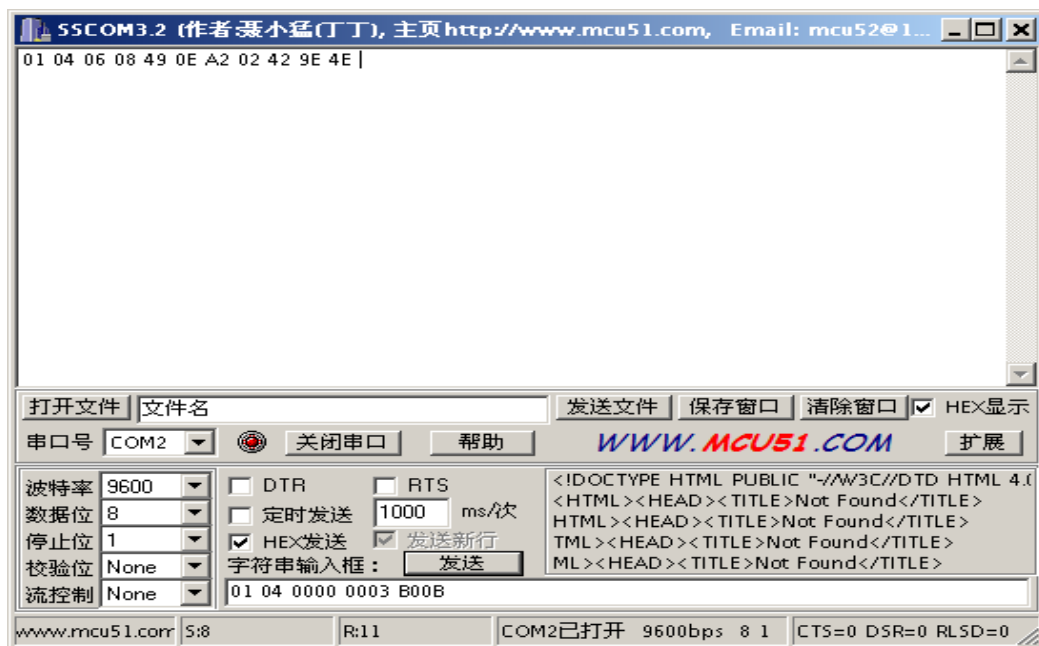 SSCOM3.2 (作者:聂小猛(丁丁), 主页http://www.mcu51.com, Email: mcu52@1...
01 04 06 08 49 0E A2 02 42 9E 4E
打开文件 文件名 发送文件 保存窗口 清除窗口 HEX显示
串口号 COM2 关闭串口 帮助 WWW.MCU51.COM 扩展
波特率 9600 DTR RTS
数据位 8 定时发送 1000 ms/次
停止位 1 HEX发送 发送新行
校验位 None 字符串输入框: 发送
流控制 None 01 04 0000 0003 B00B
<!DOCTYPE HTML PUBLIC "-//W3C//DTD HTML 4.(
<HTML><HEAD><TITLE>Not Found</TITLE>
HTML><HEAD><TITLE>Not Found</TITLE>
TML><HEAD><TITLE>Not Found</TITLE>
ML><HEAD><TITLE>Not Found</TITLE>
www.mcu51.com S:8 R:11 COM2已打开 9600bps 8 1 CTS=0 DSR=0 RLSD=0